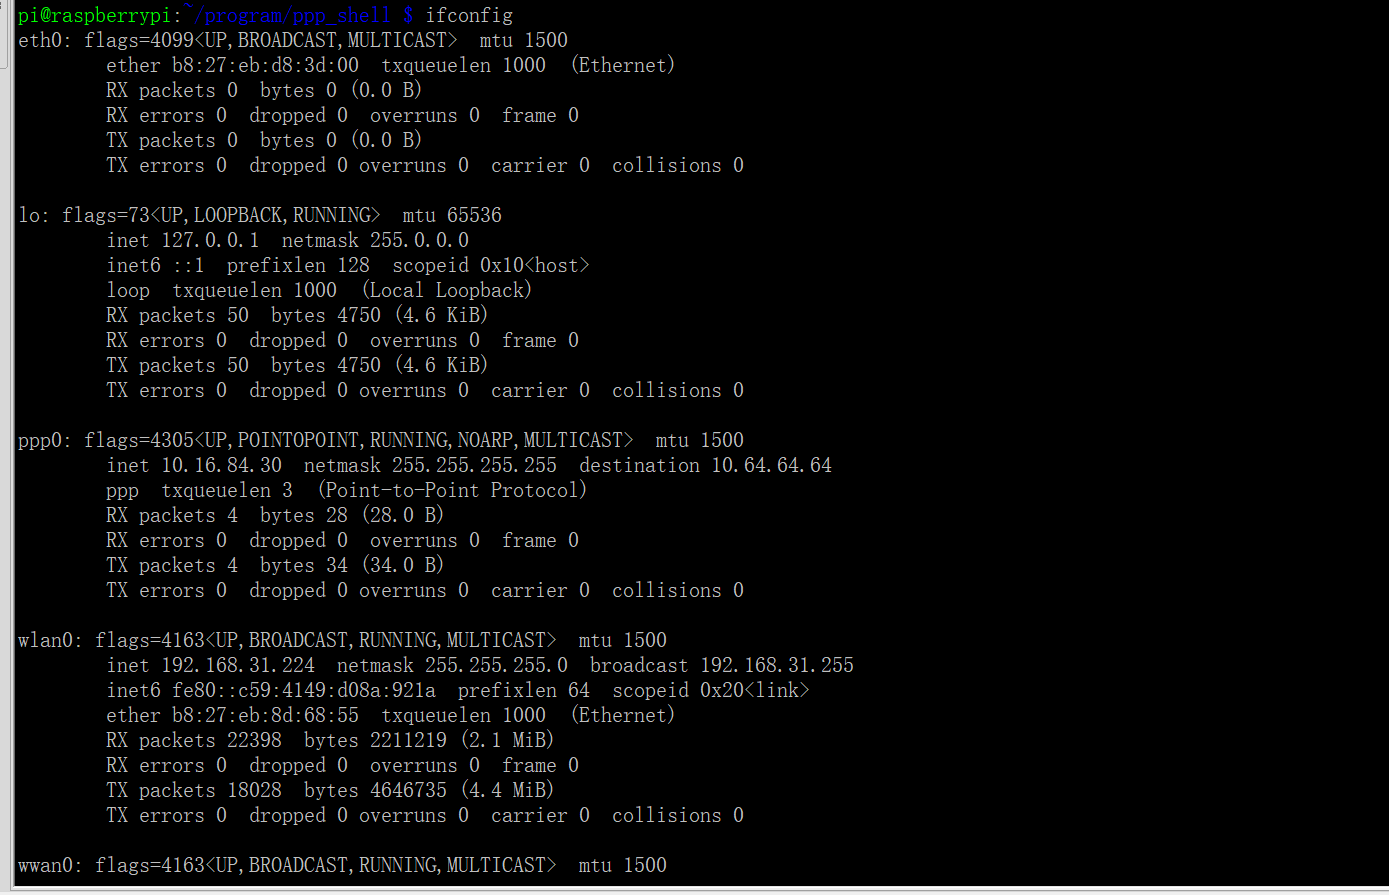 pi@raspberrypi:~/program/ppp_shell $ ifconfig
eth0: flags=4099<UP,BROADCAST,MULTICAST>  mtu 1500
        ether b8:27:eb:d8:3d:00  txqueuelen 1000  (Ethernet)
        RX packets 0  bytes 0 (0.0 B)
        RX errors 0  dropped 0  overruns 0  frame 0
        TX packets 0  bytes 0 (0.0 B)
        TX errors 0  dropped 0 overruns 0  carrier 0  collisions 0

lo: flags=73<UP,LOOPBACK,RUNNING>  mtu 65536
        inet 127.0.0.1  netmask 255.0.0.0
        inet6 ::1  prefixlen 128  scopeid 0x10<host>
        loop  txqueuelen 1000  (Local Loopback)
        RX packets 50  bytes 4750 (4.6 KiB)
        RX errors 0  dropped 0  overruns 0  frame 0
        TX packets 50  bytes 4750 (4.6 KiB)
        TX errors 0  dropped 0 overruns 0  carrier 0  collisions 0

ppp0: flags=4305<UP,POINTOPOINT,RUNNING,NOARP,MULTICAST>  mtu 1500
        inet 10.16.84.30  netmask 255.255.255.255  destination 10.64.64.64
        ppp  txqueuelen 3  (Point-to-Point Protocol)
        RX packets 4  bytes 28 (28.0 B)
        RX errors 0  dropped 0  overruns 0  frame 0
        TX packets 4  bytes 34 (34.0 B)
        TX errors 0  dropped 0 overruns 0  carrier 0  collisions 0

wlan0: flags=4163<UP,BROADCAST,RUNNING,MULTICAST>  mtu 1500
        inet 192.168.31.224  netmask 255.255.255.0  broadcast 192.168.31.255
        inet6 fe80::c59:4149:d08a:921a  prefixlen 64  scopeid 0x20<link>
        ether b8:27:eb:8d:68:55  txqueuelen 1000  (Ethernet)
        RX packets 22398  bytes 2211219 (2.1 MiB)
        RX errors 0  dropped 0  overruns 0  frame 0
        TX packets 18028  bytes 4646735 (4.4 MiB)
        TX errors 0  dropped 0 overruns 0  carrier 0  collisions 0

wwan0: flags=4163<UP,BROADCAST,RUNNING,MULTICAST>  mtu 1500